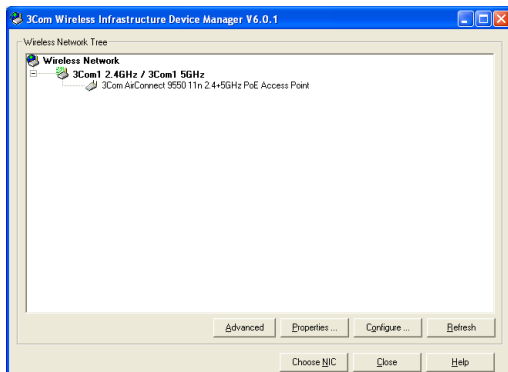 3Com Wireless Infrastructure Device Manager V6.0.1
Wireless Network Tree
Wireless Network
3Com1 2.4GHz / 3Com1 5GHz
3Com AirConnect 9550 11n 2.4+5GHz PoE Access Point
Advanced Properties ... Configure ... Refresh
Choose NIC Close Help